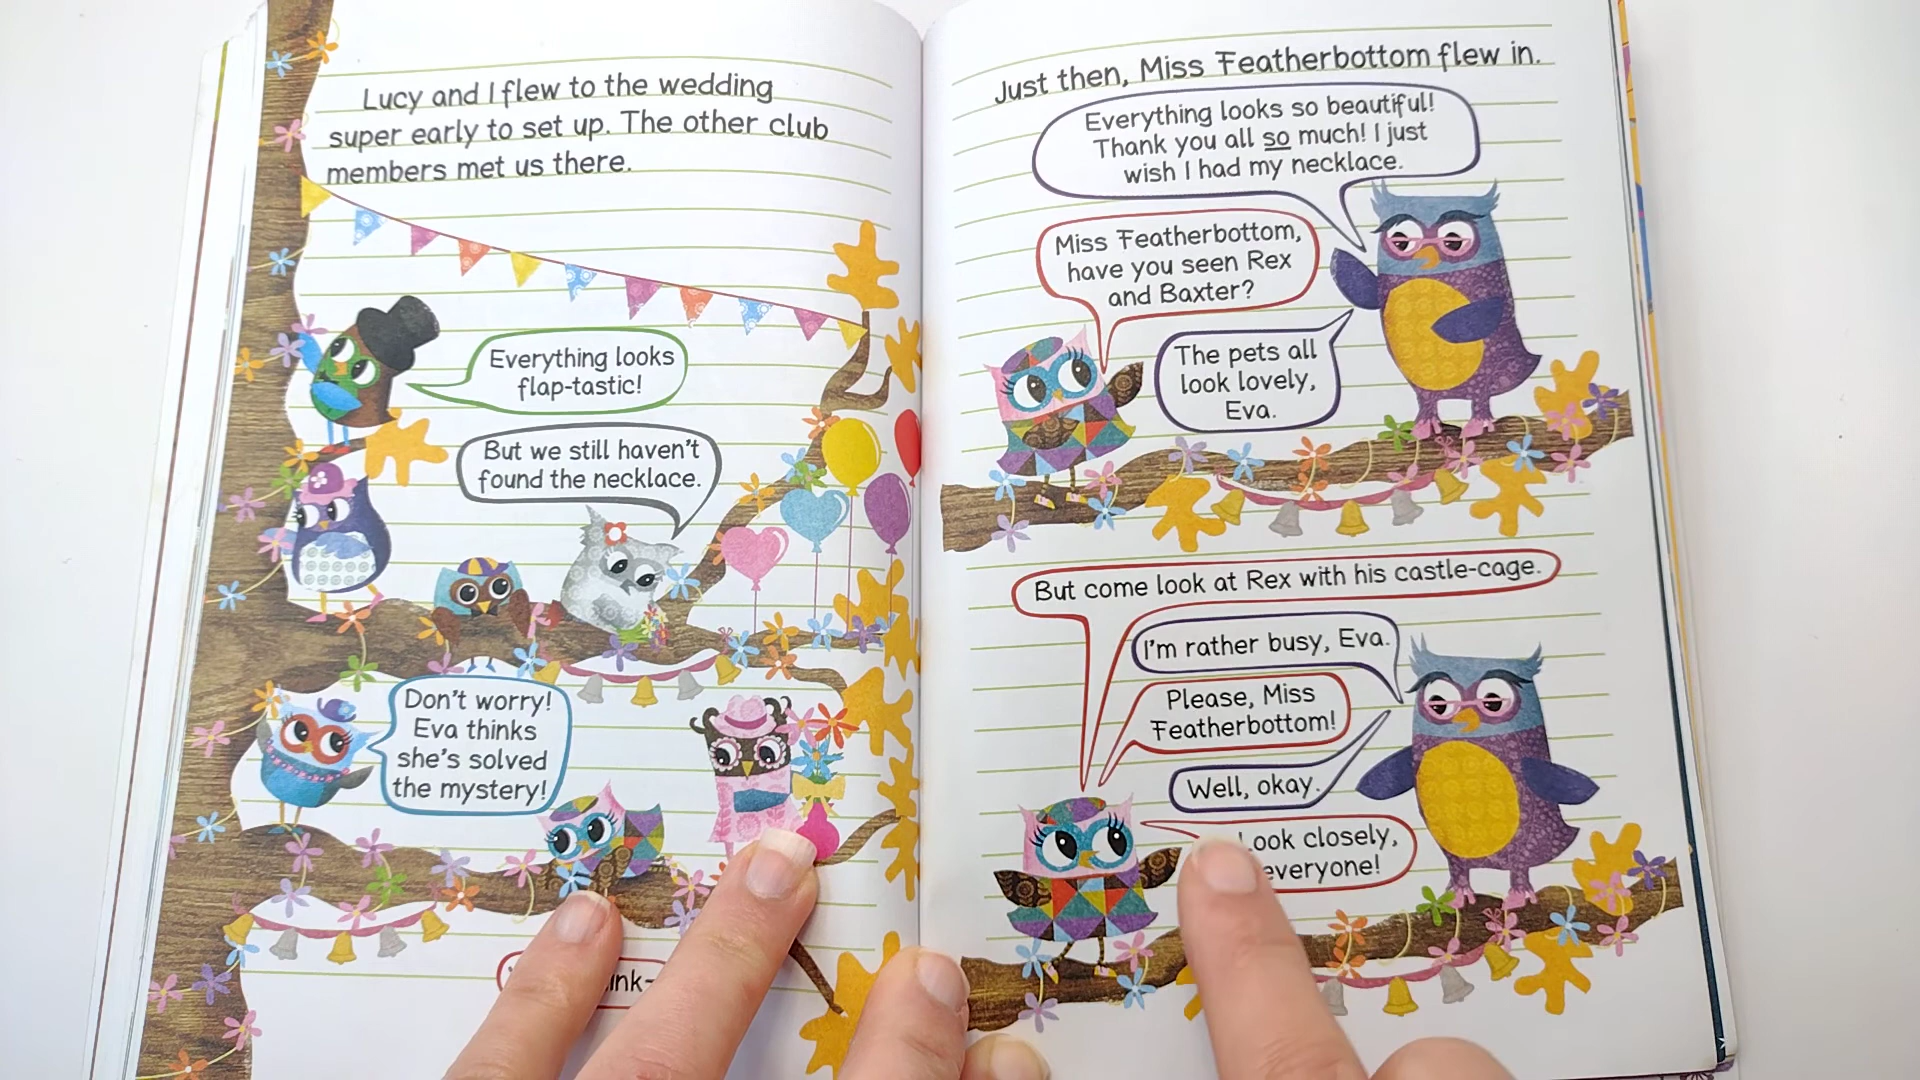 Lucy and I flew to the wedding
super early to set up. The other club
members met us there.
Everything looks
flap-tastic!
But we still haven't
found the necklace.
Don't worry!
Eva thinks
she's solved
the mystery!
Just then, Miss Featherbottom flew in.
Everything looks so beautiful!
Thank you all so much! I just
wish I had my necklace.
Miss Featherbottom,
have you seen Rex
and Baxter?
The pets all
look lovely,
Eva.
But come look at Rex with his castle-cage.
I'm rather busy, Eva.
Please, Miss
Featherbottom!
Well, okay.
Look closely,
everyone!